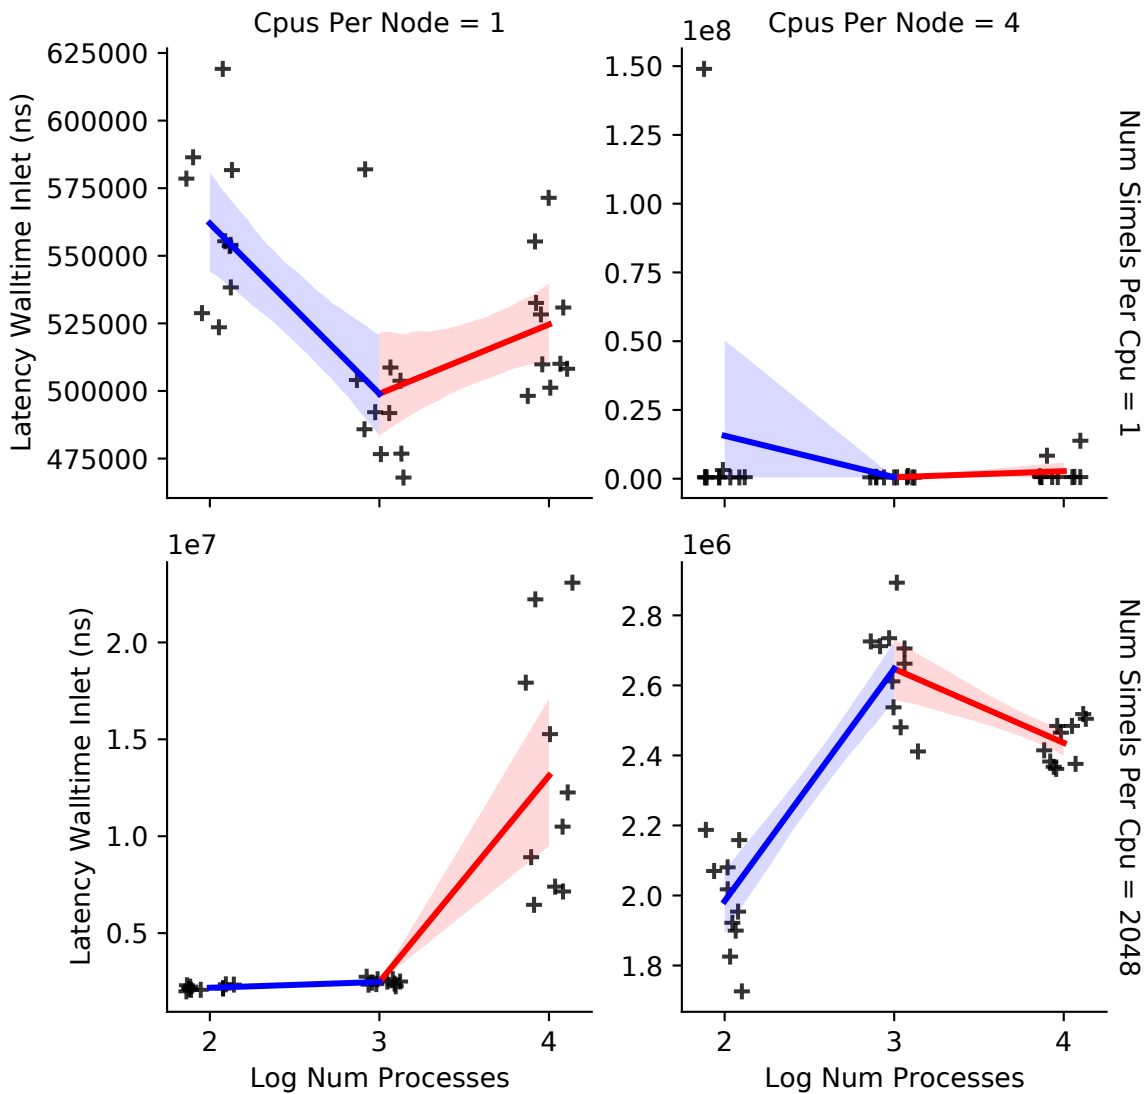 Cpus Per Node = 1
Cpus Per Node = 4
1e8
Latency Walltime Inlet (ns)
625000
600000
575000
550000
525000
500000
475000
1.50
1.25
1.00
0.75
0.50
0.25
0.00
Num Simels Per Cpu = 1
1e7
1e6
Latency Walltime Inlet (ns)
2.0
1.5
1.0
0.5
2.8
2.6
2.4
2.2
2.0
1.8
Num Simels Per Cpu = 2048
2
3
4
2
3
4
Log Num Processes
Log Num Processes